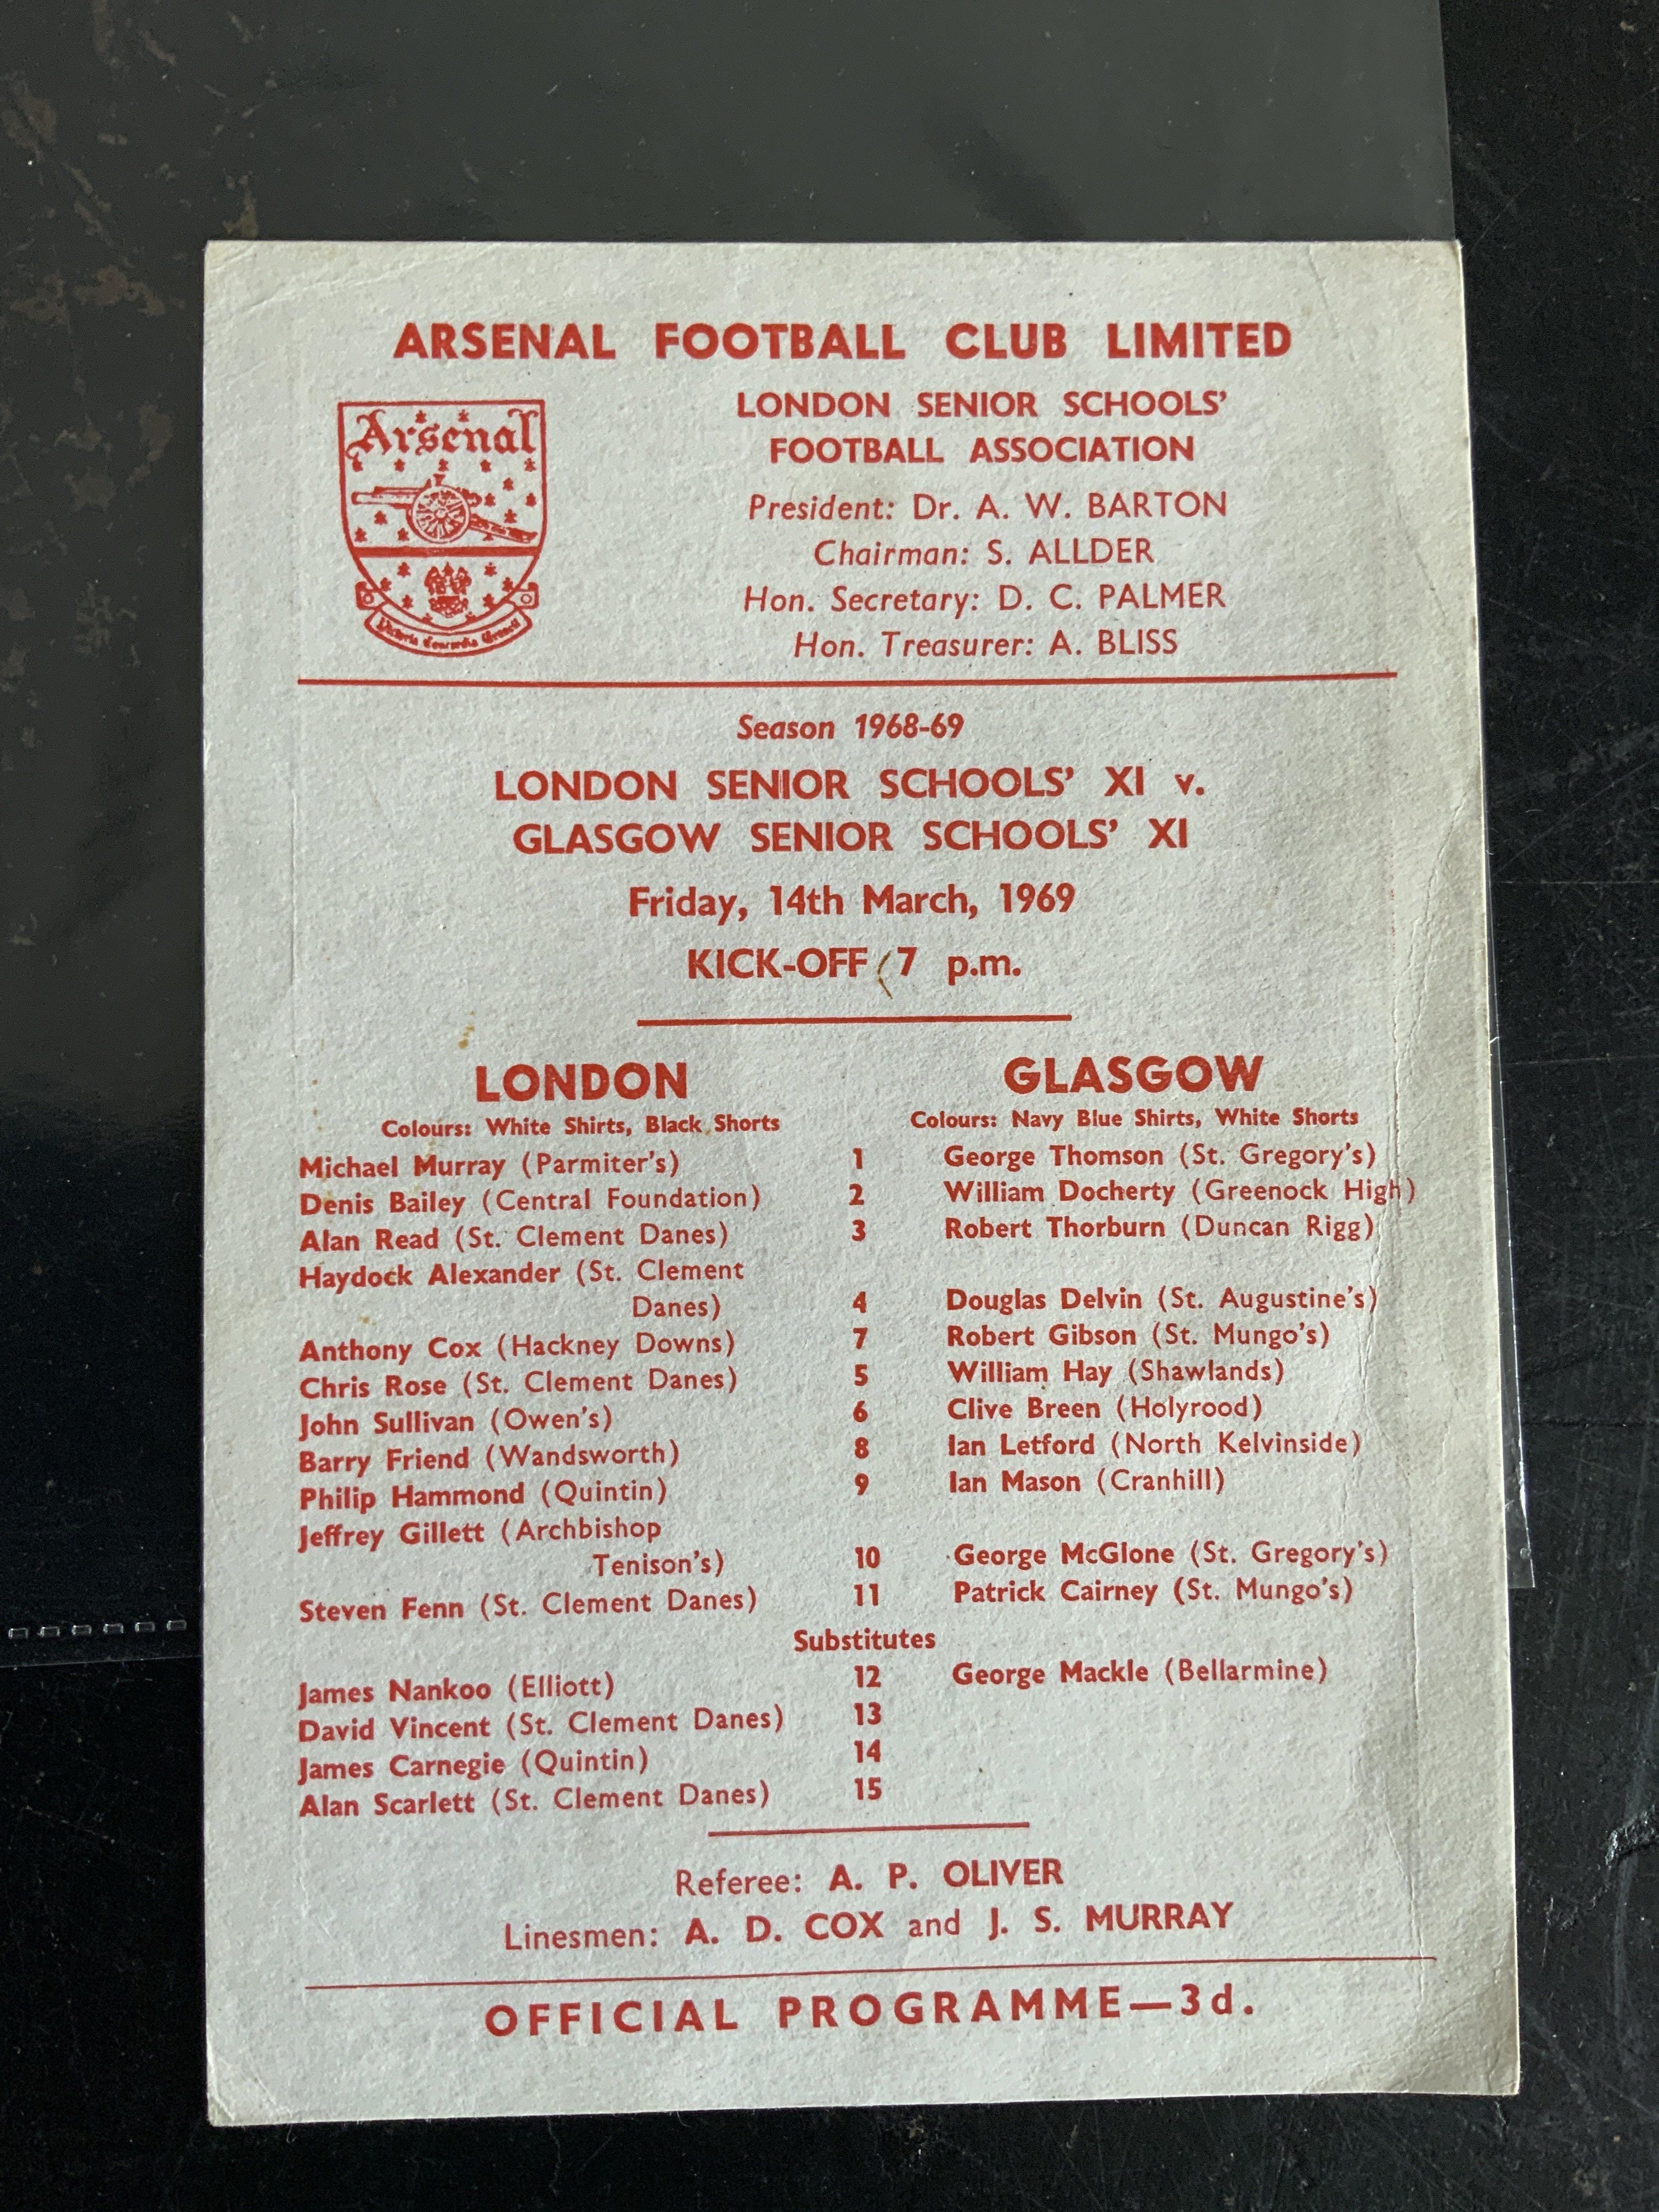 ARSENAL FOOTBALL CLUB LIMITED
Arsenal
Victoria Concordia Crescit
LONDON SENIOR SCHOOLS'
FOOTBALL ASSOCIATION
President: Dr. A. W. BARTON
Chairman: S. ALLDER
Hon. Secretary: D. C. PALMER
Hon. Treasurer: A. BLISS
Season 1968-69
LONDON SENIOR SCHOOLS' XI v.
GLASGOW SENIOR SCHOOLS' XI
Friday, 14th March, 1969
KICK-OFF 7 p.m.
LONDON GLASGOW
Colours: White Shirts, Black Shorts Colours: Navy Blue Shirts, White Shorts
Michael Murray (Parmiter's) 1 George Thomson (St. Gregory's)
Denis Bailey (Central Foundation) 2 William Docherty (Greenock High)
Alan Read (St. Clement Danes) 3 Robert Thorburn (Duncan Rigg)
Haydock Alexander (St. Clement
Danes) 4 Douglas Delvin (St. Augustine's)
Anthony Cox (Hackney Downs) 7 Robert Gibson (St. Mungo's)
Chris Rose (St. Clement Danes) 5 William Hay (Shawlands)
John Sullivan (Owen's) 6 Clive Breen (Holyrood)
Barry Friend (Wandsworth) 8 Ian Letford (North Kelvinside)
Philip Hammond (Quintin) 9 Ian Mason (Cranhill)
Jeffrey Gillett (Archbishop
Tenison's) 10 George McGlone (St. Gregory's)
Steven Fenn (St. Clement Danes) 11 Patrick Cairney (St. Mungo's)
Substitutes
James Nankoo (Elliott) 12 George Mackle (Bellarmine)
David Vincent (St. Clement Danes) 13
James Carnegie (Quintin) 14
Alan Scarlett (St. Clement Danes) 15
Referee: A. P. OLIVER
Linesmen: A. D. COX and J. S. MURRAY
OFFICIAL PROGRAMME—3d.